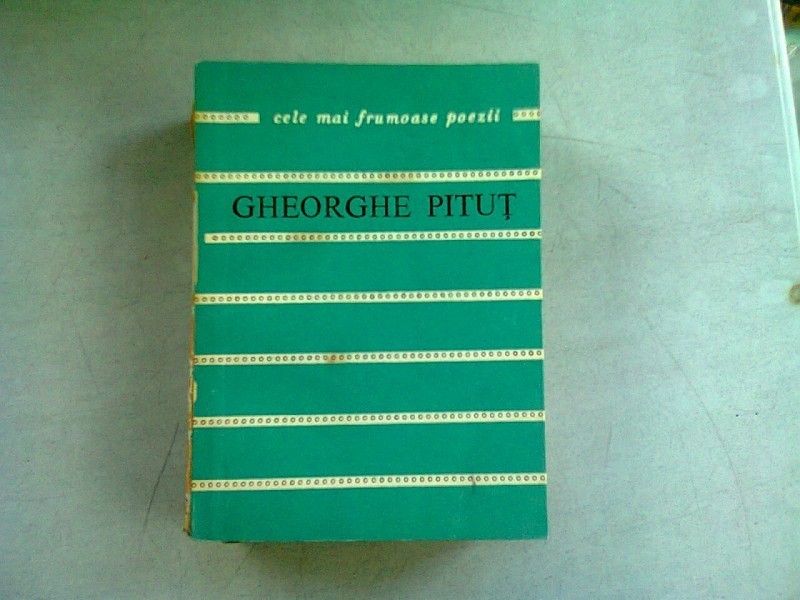 cele mai frumoase poezii
GHEORGHE PITUȚ